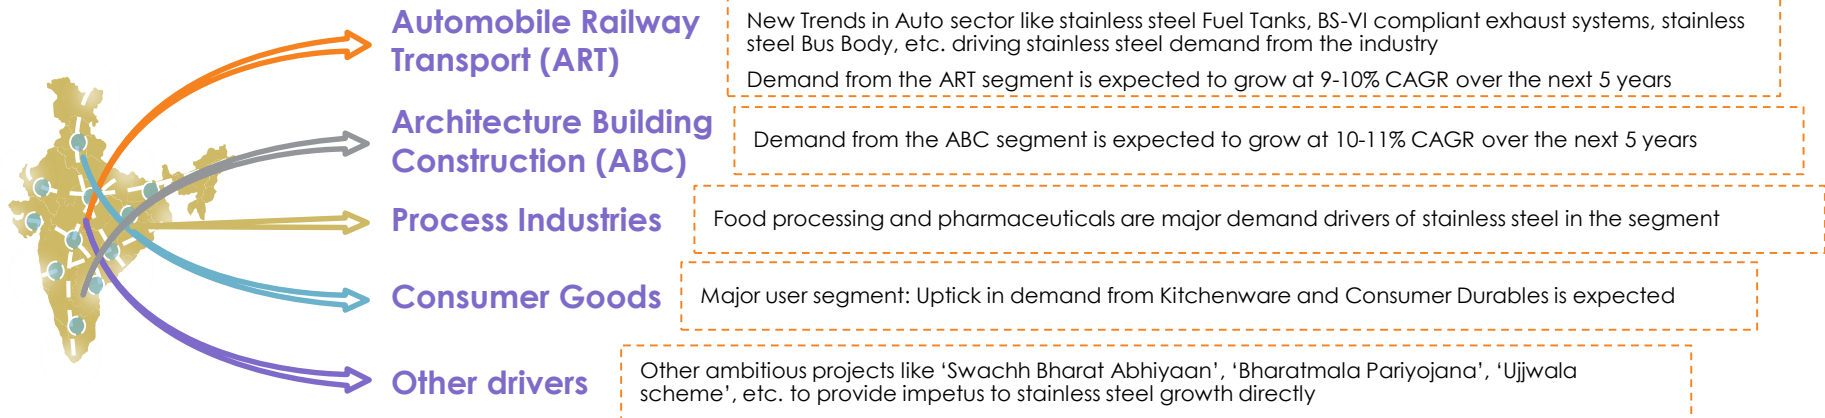 Automobile Railway
Transport (ART)
New Trends in Auto sector like stainless steel Fuel Tanks, BS-VI compliant exhaust systems, stainless
steel Bus Body, etc. driving stainless steel demand from the industry
Demand from the ART segment is expected to grow at 9-10% CAGR over the next 5 years
Architecture Building
Construction (ABC)
Demand from the ABC segment is expected to grow at 10-11% CAGR over the next 5 years
Process Industries
Food processing and pharmaceuticals are major demand drivers of stainless steel in the segment
Consumer Goods
Major user segment: Uptick in demand from Kitchenware and Consumer Durables is expected
Other drivers
Other ambitious projects like ‘Swachh Bharat Abhiyaan’, ‘Bharatmala Pariyojana’, ‘Ujjwala
scheme’, etc. to provide impetus to stainless steel growth directly